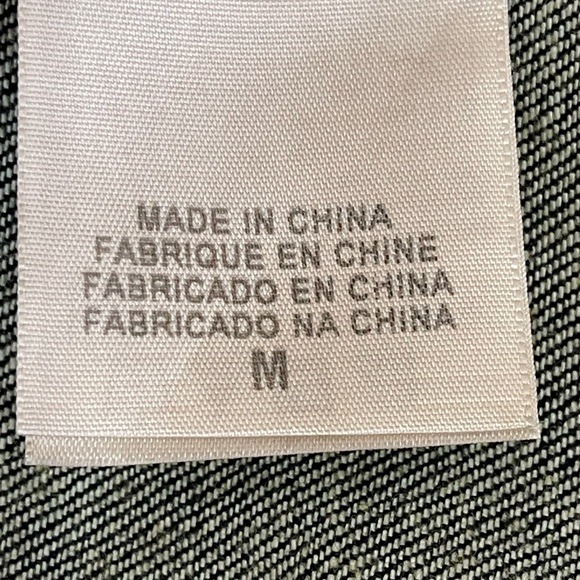 MADE IN CHINA
FABRIQUE EN CHINE
FABRICADO EN CHINA
FABRICADO NA CHINA
M